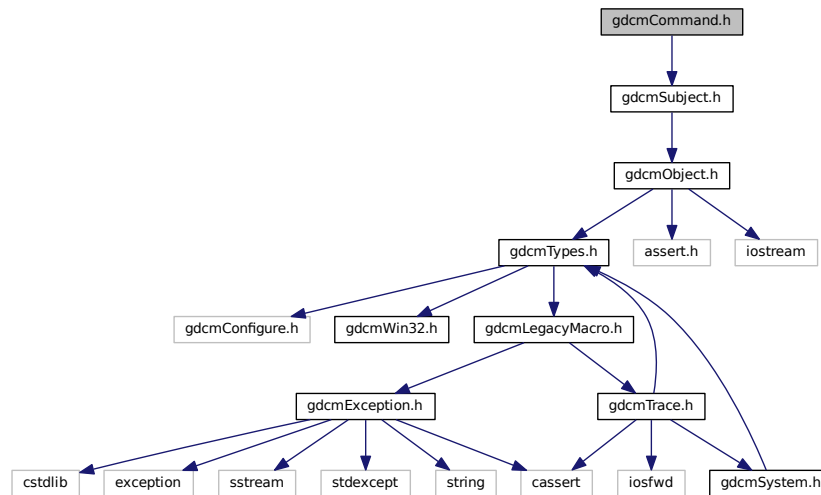 gdcmCommand.h
gdcmSubject.h
gdcmObject.h
gdcmTypes.h
assert.h
iostream
gdcmConfigure.h
gdcmWin32.h
gdcmLegacyMacro.h
gdcmException.h
gdcmTrace.h
cstdlib
exception
sstream
stdexcept
string
cassert
iosfwd
gdcmSystem.h